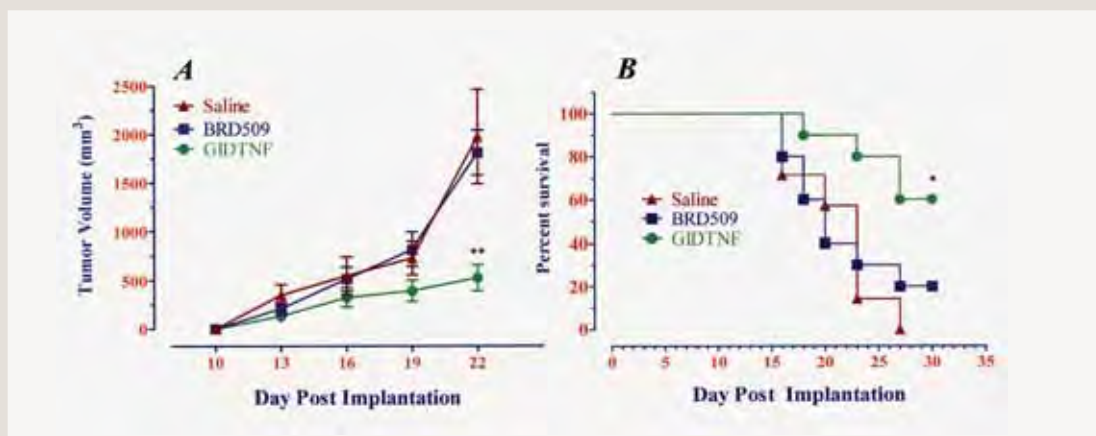 A
Tumor Volume (mm³)
2500
2000
1500
1000
500
0
Saline
BRD509
GIDTNF
**
10 13 16 19 22
Day Post Implantation
B
Percent survival
100
80
60
40
20
0
Saline
BRD509
GIDTNF
*
0 5 10 15 20 25 30 35
Day Post Implantation